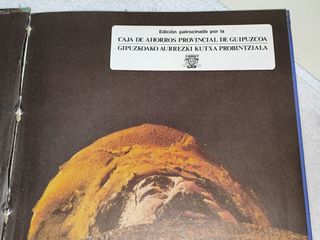 Edición patrocinada por la
CAJA DE AHORROS PROVINCIAL DE GUIPUZCOA
GIPUZKOAKO AURREZKI KUTXA PROBINTZIALA